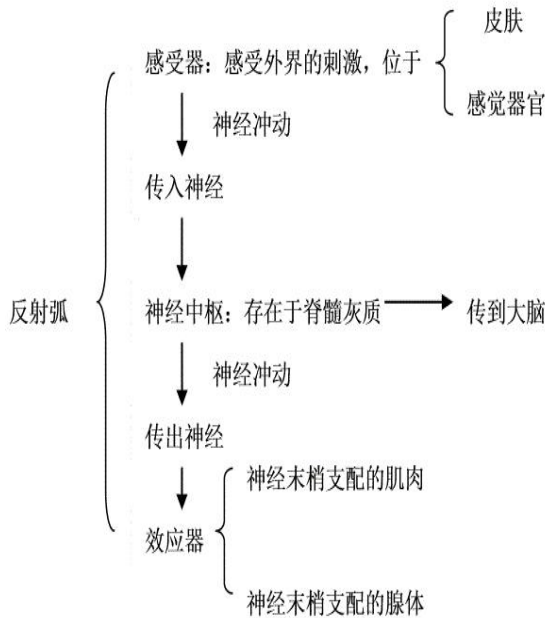 皮肤
感受器：感受外界的刺激，位于
感觉器官
神经冲动
传入神经
反射弧
神经中枢：存在于脊髓灰质
传到大脑
神经冲动
传出神经
神经末梢支配的肌肉
效应器
神经末梢支配的腺体